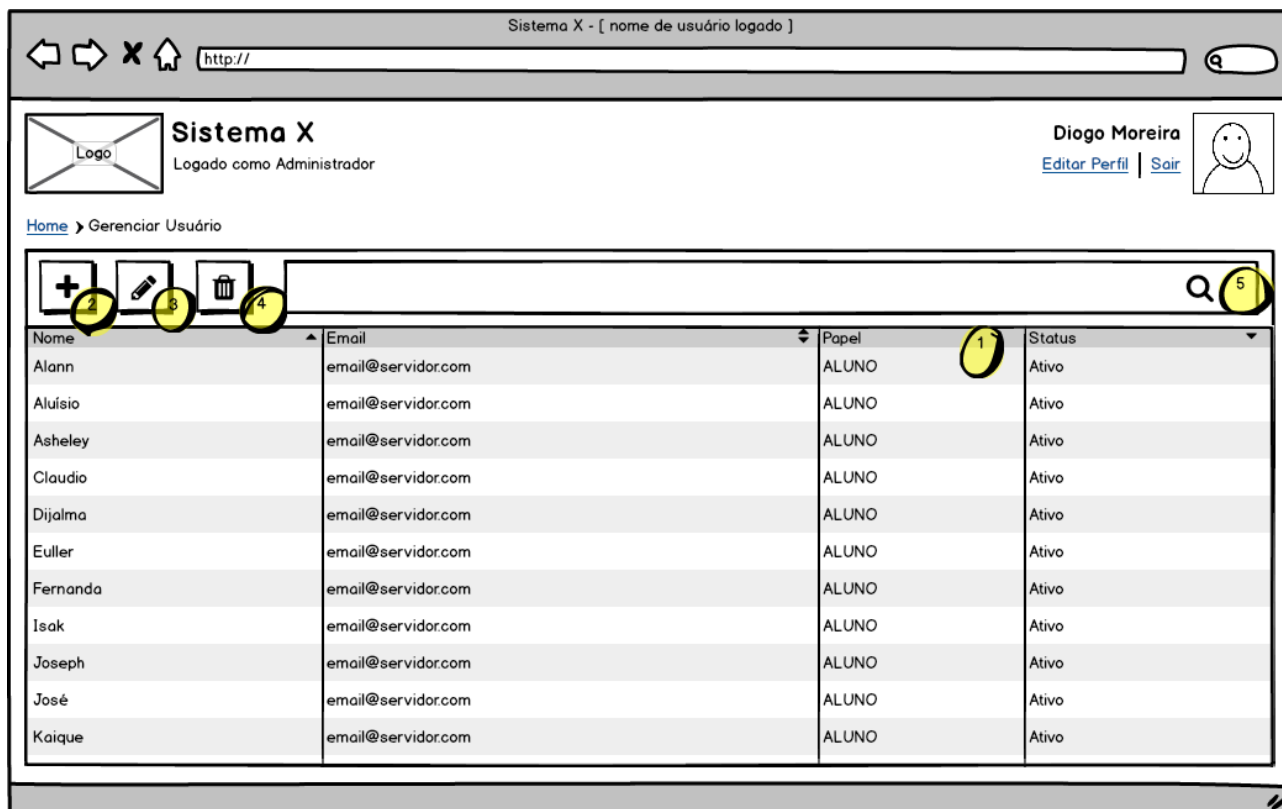 Sistema X - [ nome de usuário logado ]
http://
Logo
Sistema X
Logado como Administrador
Diogo Moreira
Editar Perfil | Sair
Home > Gerenciar Usuário
2 3 4 5
Nome Email Papel 1 Status
Alann email@servidor.com ALUNO Ativo
Aluísio email@servidor.com ALUNO Ativo
Asheley email@servidor.com ALUNO Ativo
Claudio email@servidor.com ALUNO Ativo
Dijalma email@servidor.com ALUNO Ativo
Euller email@servidor.com ALUNO Ativo
Fernanda email@servidor.com ALUNO Ativo
Isak email@servidor.com ALUNO Ativo
Joseph email@servidor.com ALUNO Ativo
José email@servidor.com ALUNO Ativo
Kaique email@servidor.com ALUNO Ativo